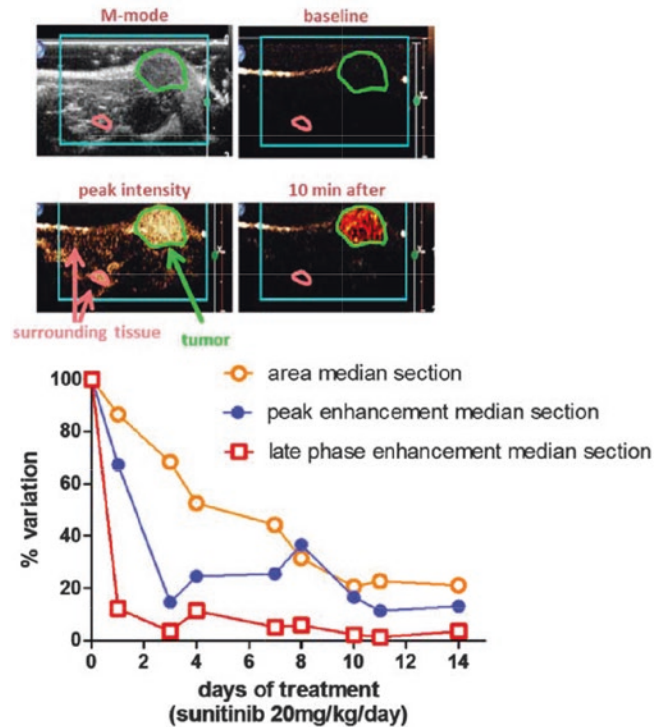 M-mode
baseline
peak intensity
10 min after
surrounding tissue
tumor
area median section
peak enhancement median section
late phase enhancement median section
% variation
100
80
60
40
20
0
0 2 4 6 8 10 12 14
days of treatment
(sunitinib 20mg/kg/day)